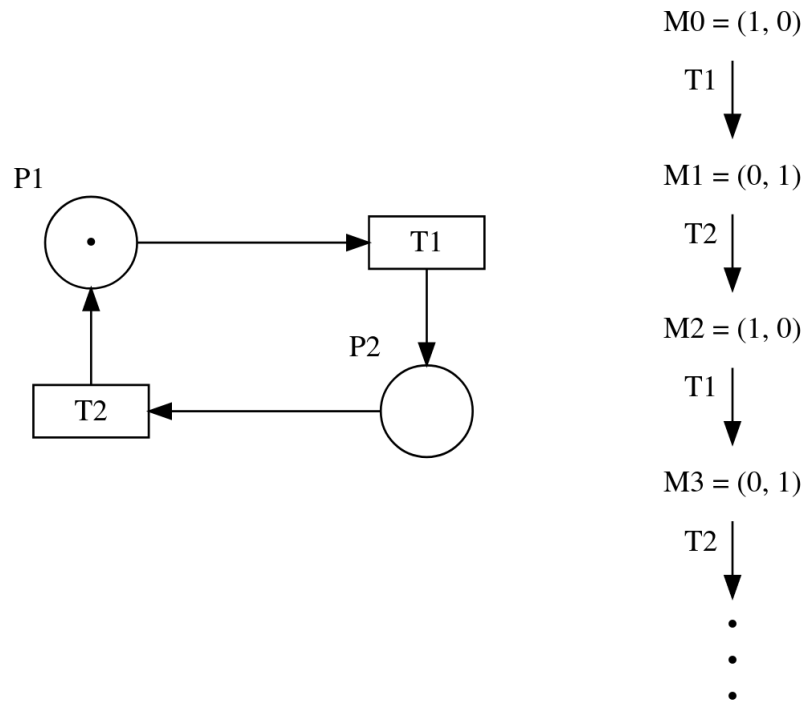 P1
T1
P2
T2
M0 = (1, 0)
T1
M1 = (0, 1)
T2
M2 = (1, 0)
T1
M3 = (0, 1)
T2